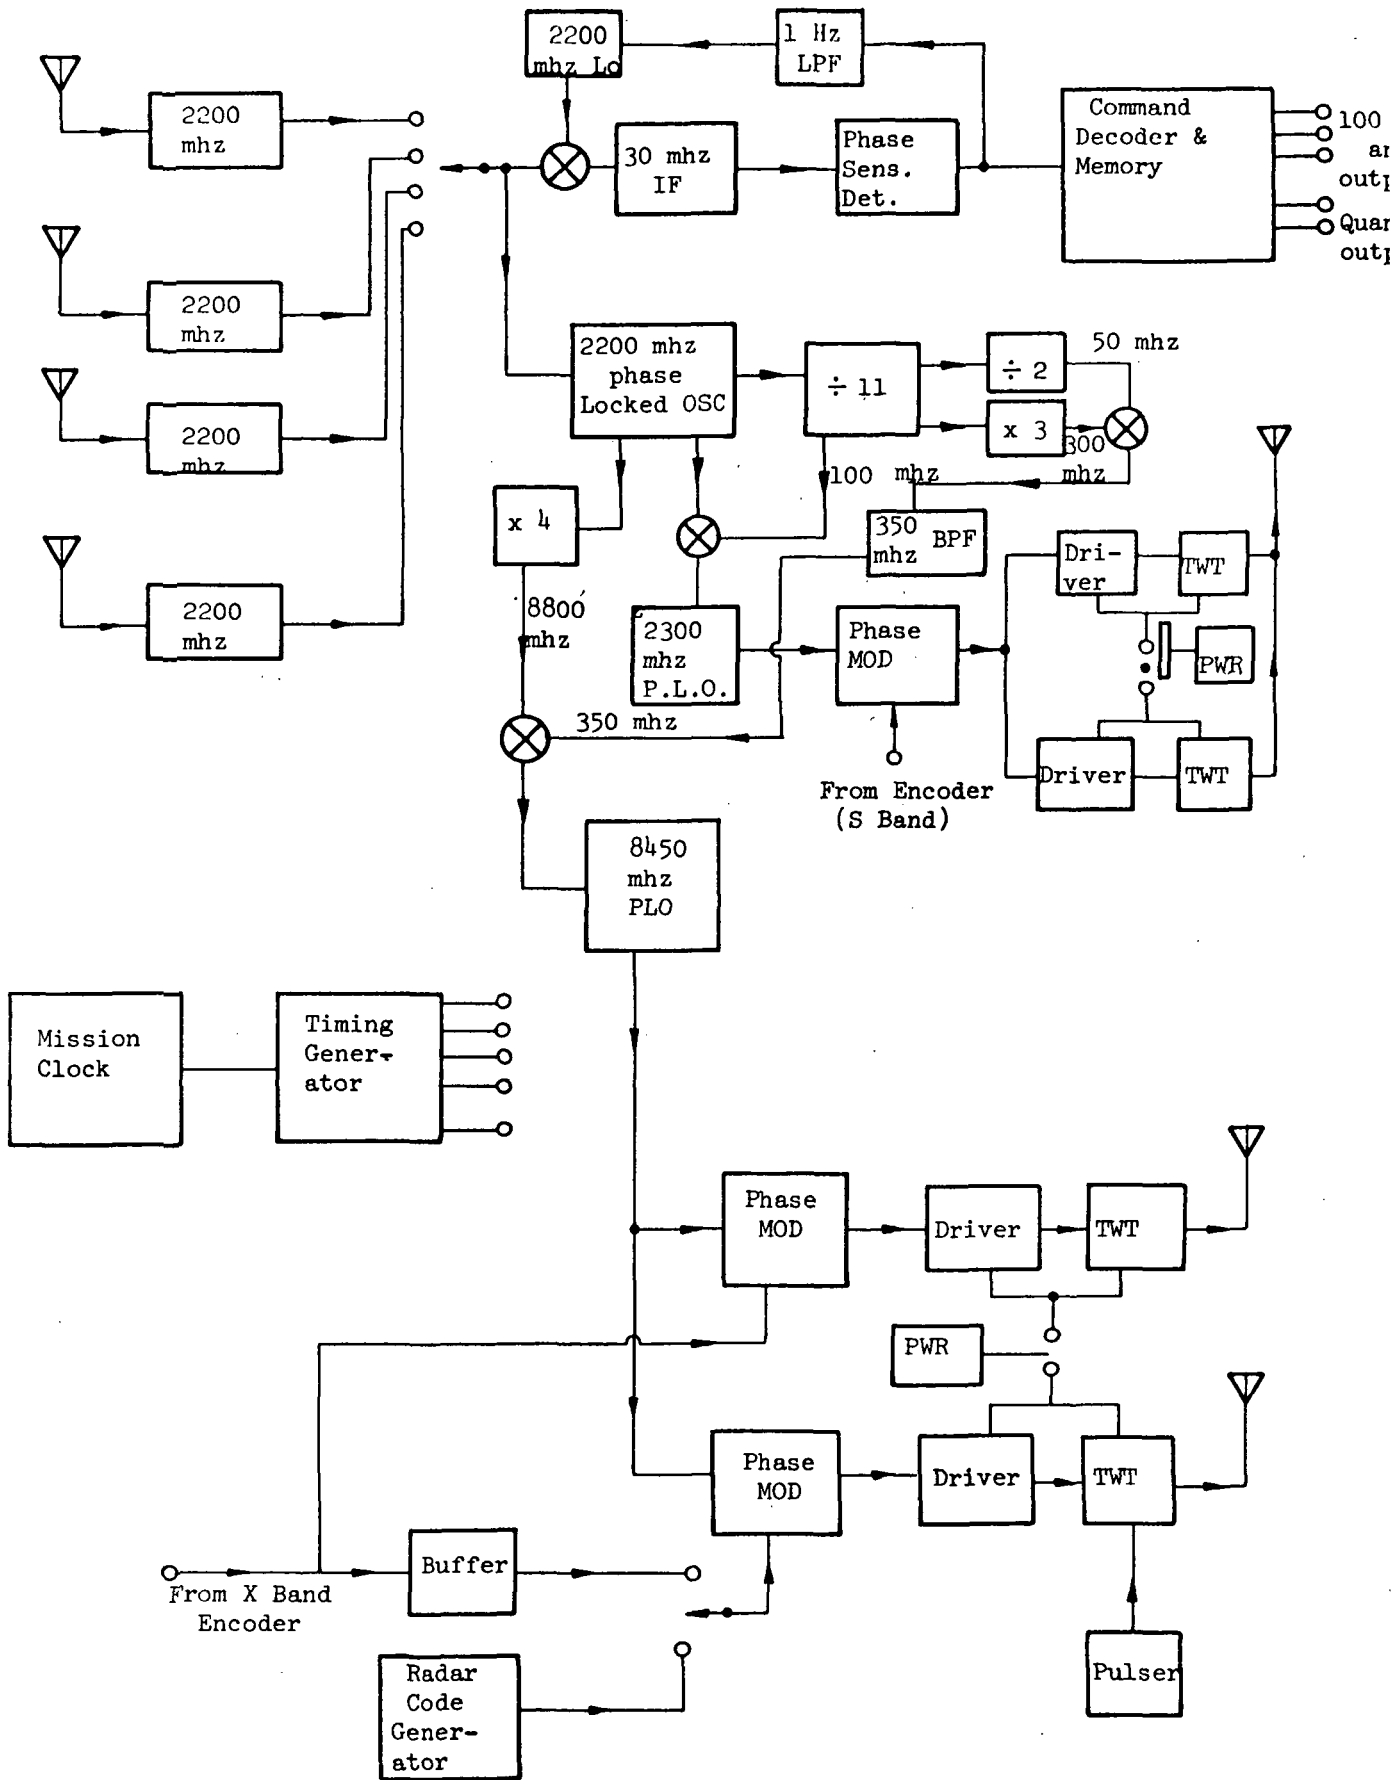 2200
mhz Lo
1 Hz
LPF
2200
mhz
30 mhz
IF
Phase
Sens.
Det.
Command
Decoder &
Memory
100
outp
Quan
outp
2200
mhz
2200
mhz
2200
mhz
2200 mhz
phase
Locked OSC
÷ 11
÷ 2
50 mhz
x 3
300
mhz
100 mhz
x 4
350
mhz BPF
8800
mhz
2300
mhz
P.L.O.
Phase
MOD
Dri-
ver
TWT
PWR
350 mhz
Driver
TWT
From Encoder
(S Band)
8450
mhz
PLO
Mission
Clock
Timing
Gener-
ator
Phase
MOD
Driver
TWT
PWR
Phase
MOD
Driver
TWT
Buffer
From X Band
Encoder
Radar
Code
Gener-
ator
Pulser